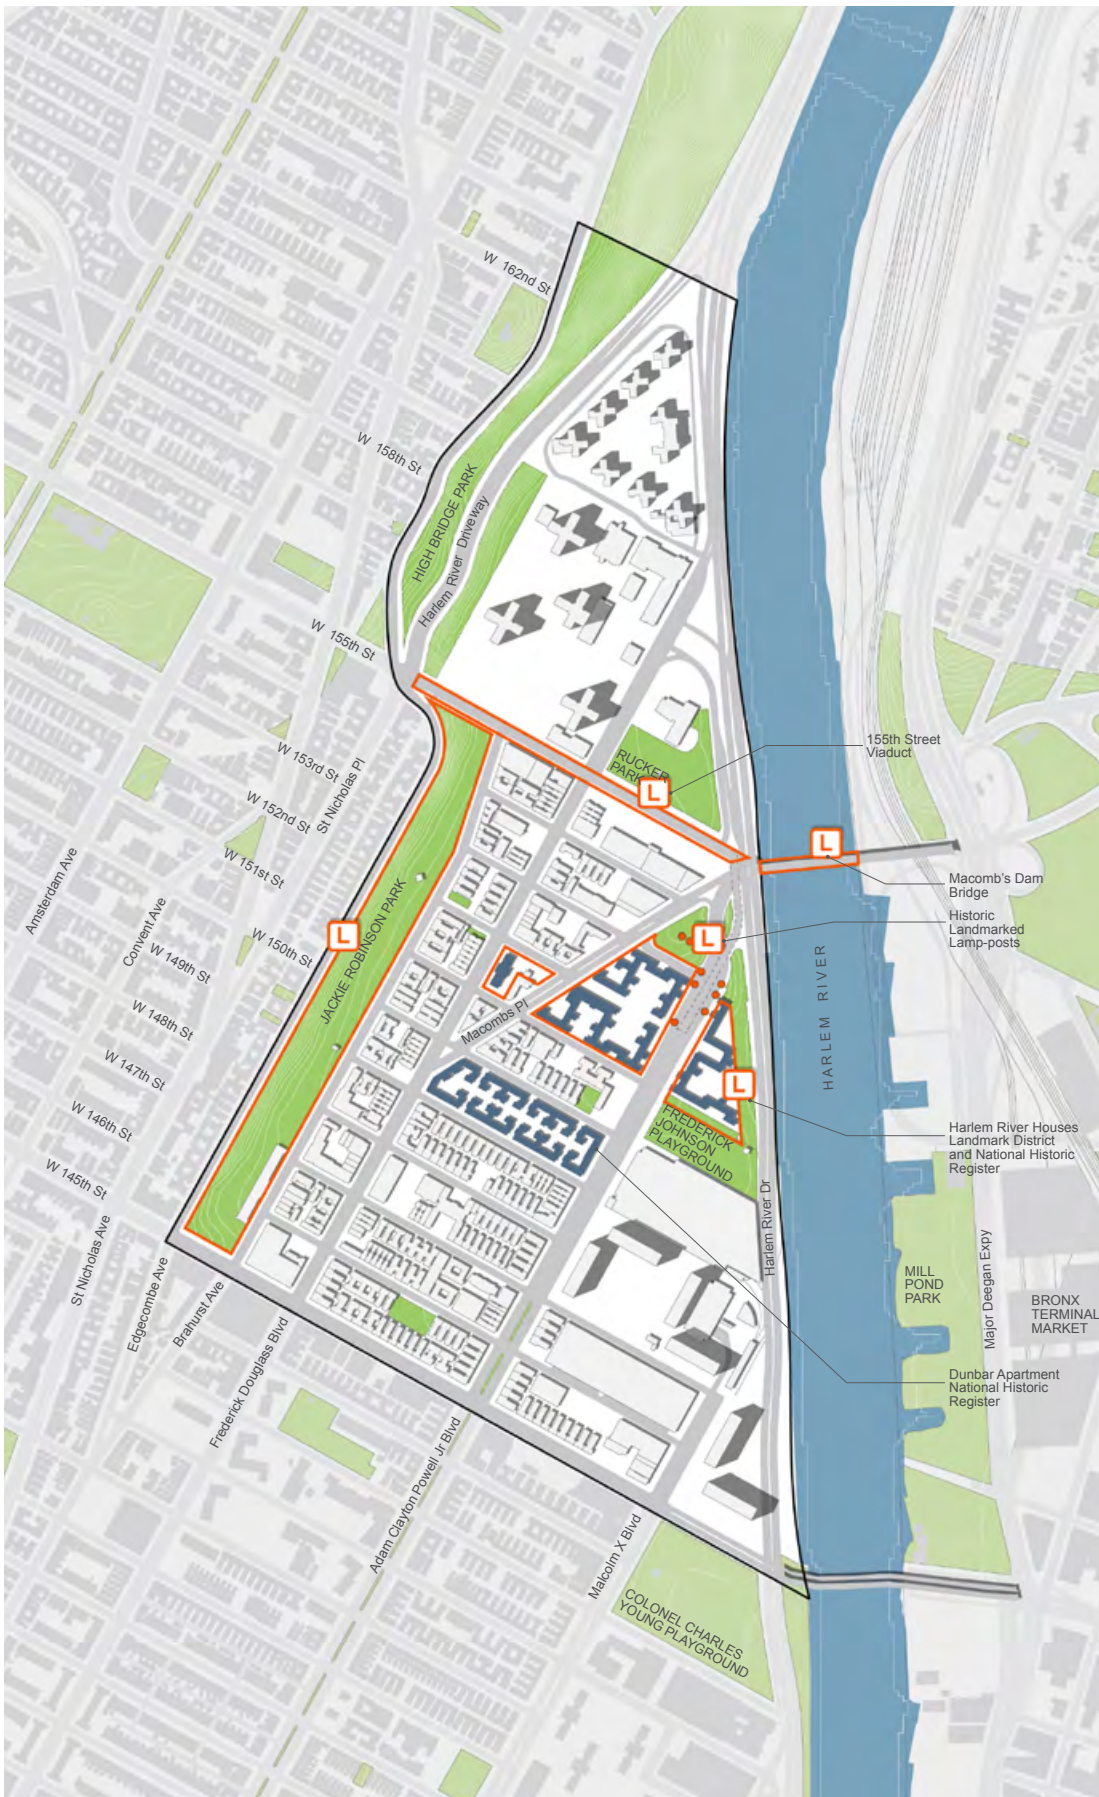 W 162nd St
W 158th St
HIGH BRIDGE PARK
Harlem River Driveway
W 155th St
W 153rd St
St Nicholas Pl
W 152nd St
W 151st St
RUCKER
PARK
L
155th Street
Viaduct
L
Macomb's Dam
Bridge
Amsterdam Ave
Convent Ave
W 150th St
L
JACKIE ROBINSON PARK
L
Historic
Landmarked
Lamp-posts
W 149th St
W 148th St
W 147th St
W 146th St
W 145th St
Macombs Pl
HARLEM RIVER
L
FREDERICK
JOHNSON
PLAYGROUND
Harlem River Houses
Landmark District
and National Historic
Register
Harlem River Dr
St Nicholas Ave
Edgecombe Ave
Brahurst Ave
Frederick Douglass Blvd
MILL
POND
PARK
Major Deegan Expy
BRONX
TERMINAL
MARKET
Dunbar Apartment
National Historic
Register
Adam Clayton Powell Jr Blvd
Malcolm X Blvd
COLONEL CHARLES
YOUNG PLAYGROUND